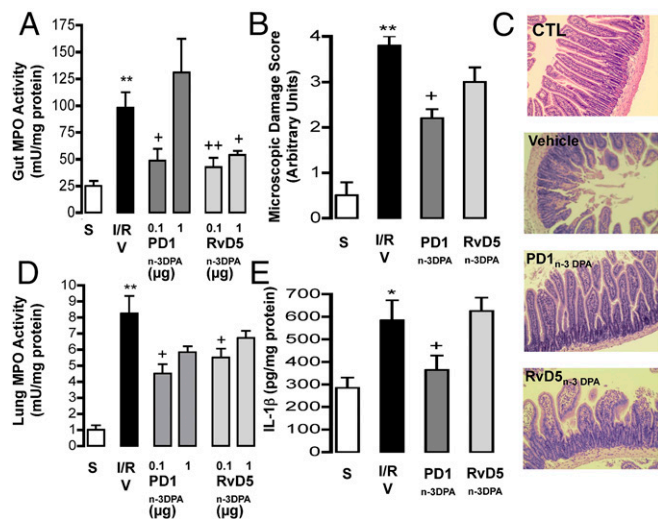 A
Gut MPO Activity
(mU/mg protein)
175
150
125
100
75
50
25
0
**
+
++
+
S
I/R
V
0.1 1
PD1
n-3DPA
(µg)
0.1 1
RvD5
n-3DPA
(µg)
B
Microscopic Damage Score
(Arbitrary Units)
4
3
2
1
0
**
+
S
I/R
V
PD1
n-3DPA
RvD5
n-3DPA
C
CTL
Vehicle
PD1n-3 DPA
RvD5n-3 DPA
D
Lung MPO Activity
(mU/mg protein)
10
9
8
7
6
5
4
3
2
1
0
**
+
+
S
I/R
V
0.1 1
PD1
n-3DPA
(µg)
0.1 1
RvD5
n-3DPA
(µg)
E
IL-1β (pg/mg protein)
700
600
500
400
300
200
100
0
*
+
S
I/R
V
PD1
n-3DPA
RvD5
n-3DPA